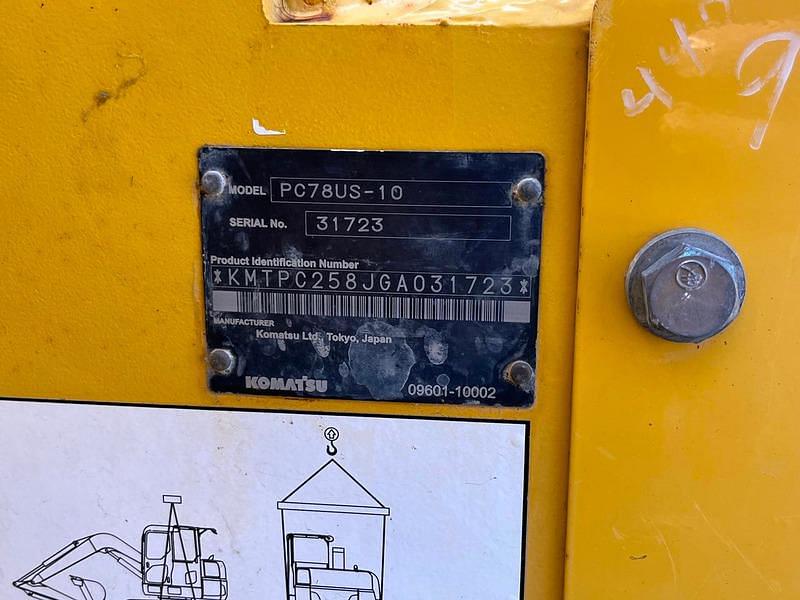 MODEL PC78US-10
SERIAL No. 31723
Product Identification Number
*KMTPC258JGA031723*
MANUFACTURER
Komatsu Ltd., Tokyo, Japan
KOMATSU 09601-10002